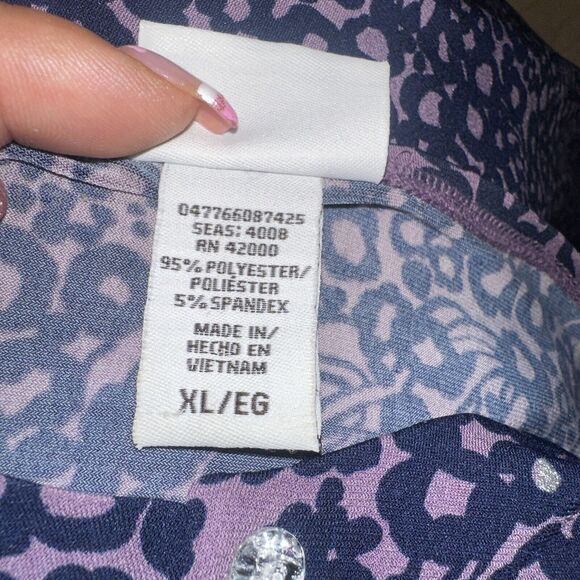 047766087425
SEAS: 4008
RN 42000
95% POLYESTER/
POLIÉSTER
5% SPANDEX
MADE IN/
HECHO EN
VIETNAM
XL/EG